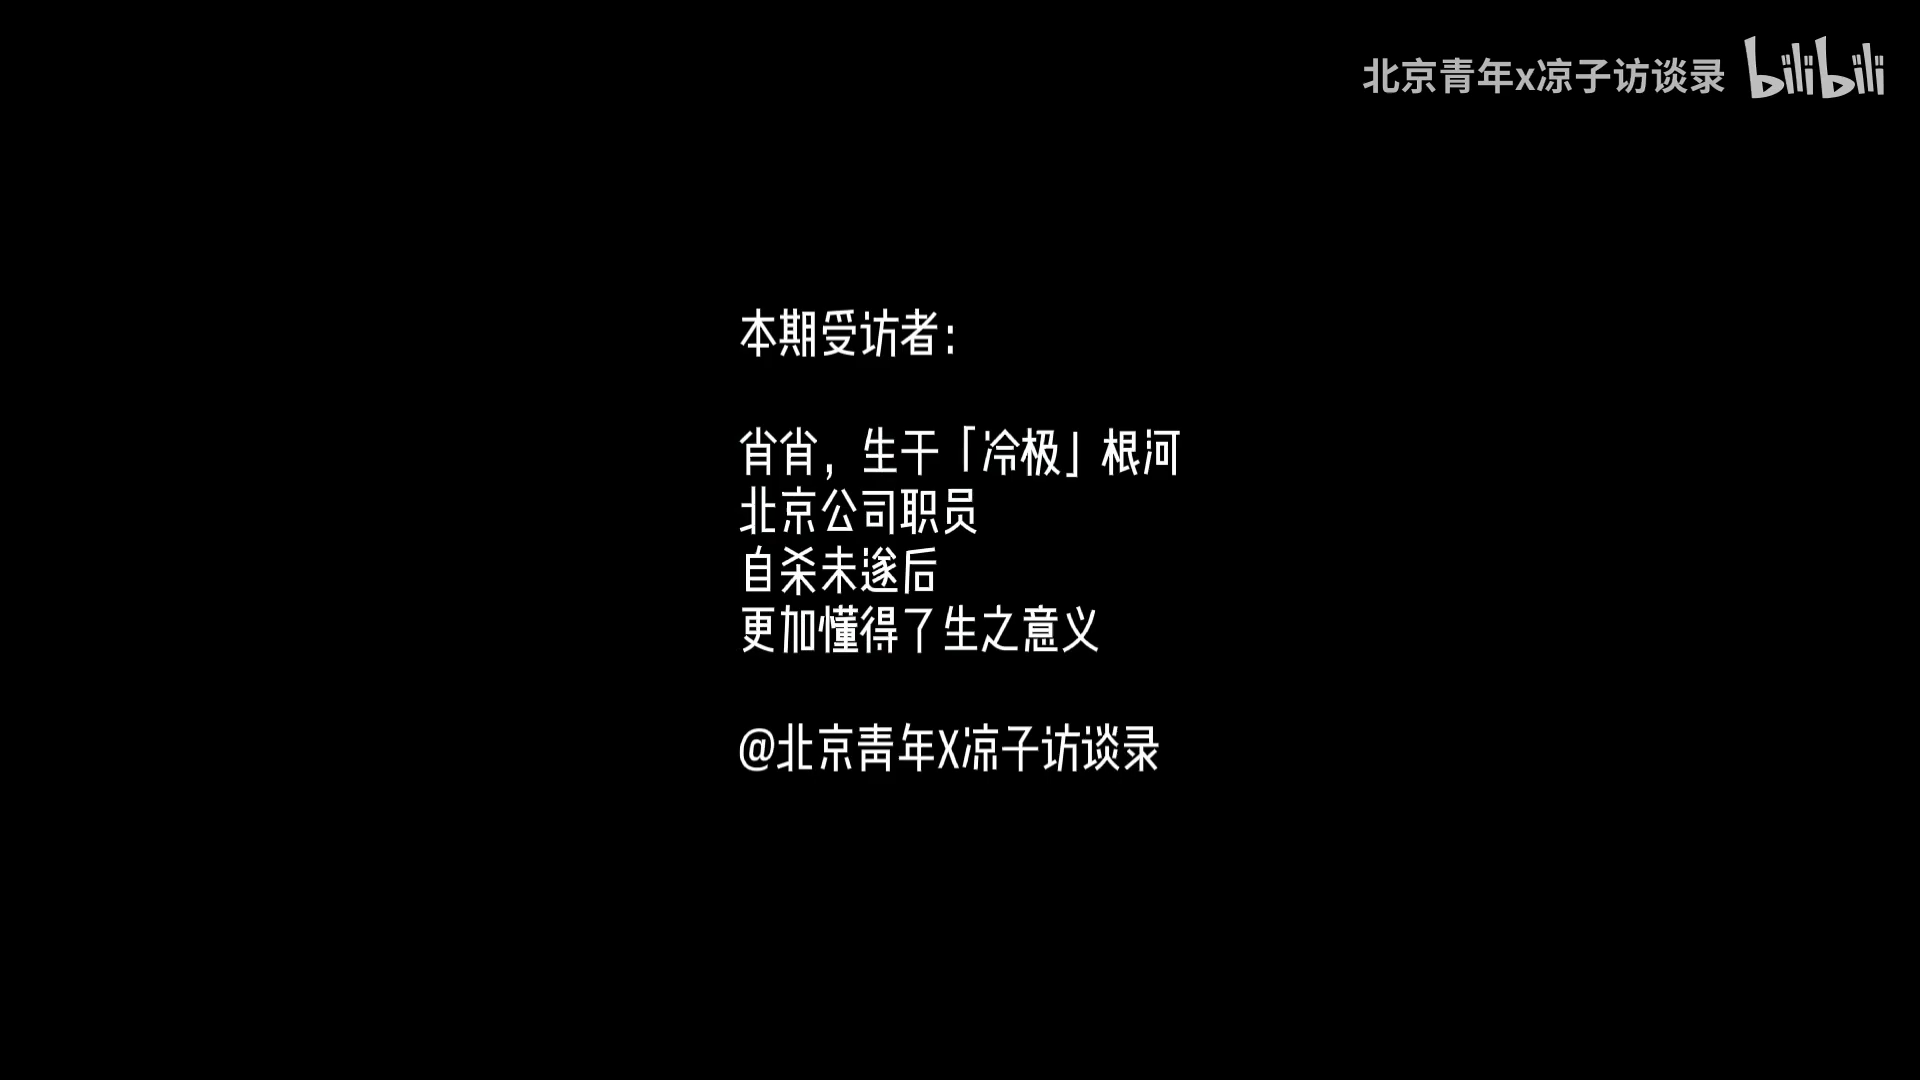 北京青年x凉子访谈录 bilibili
本期受访者：
肖肖，生于「冷极」根河
北京公司职员
自杀未遂后
更加懂得了生之意义
@北京青年X凉子访谈录